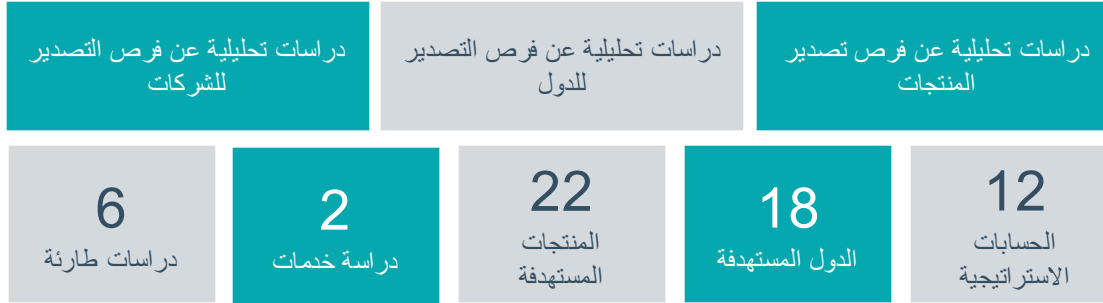 دراسات تحليلية عن فرص تصدير
المنتجات
دراسات تحليلية عن فرص التصدير
للدول
دراسات تحليلية عن فرص التصدير
للشركات
12
الحسابات
الاستراتيجية
18
الدول المستهدفة
22
المنتجات
المستهدفة
2
دراسة خدمات
6
دراسات طارئة